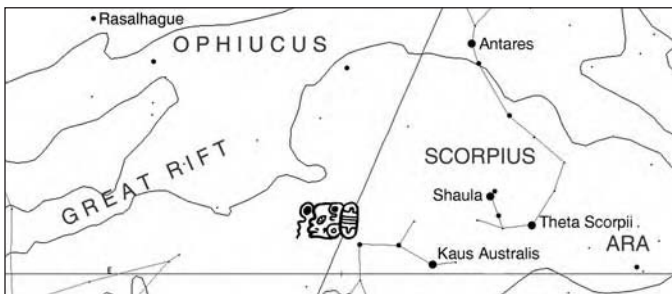 Rasalhague
OPHIUCUS
Antares
GREAT RIFT
SCORPIUS
Shaula
Theta Scorpii
ARA
Kaus Australis
E